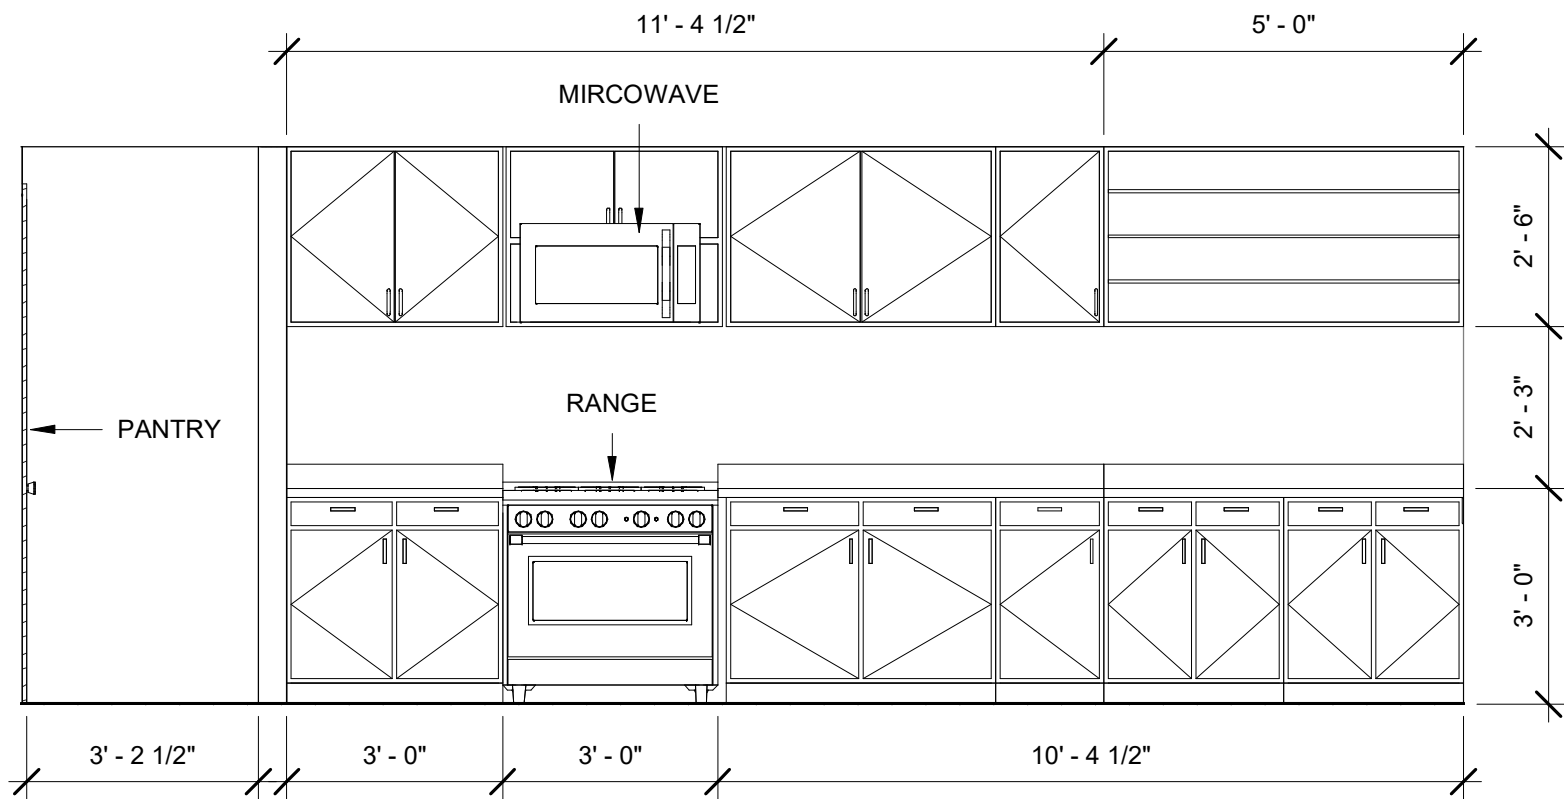 11' - 4 1/2"
5' - 0"
MIRCOWAVE
2' - 6"
RANGE
2' - 3"
PANTRY
3' - 0"
3' - 2 1/2"
3' - 0"
3' - 0"
10' - 4 1/2"